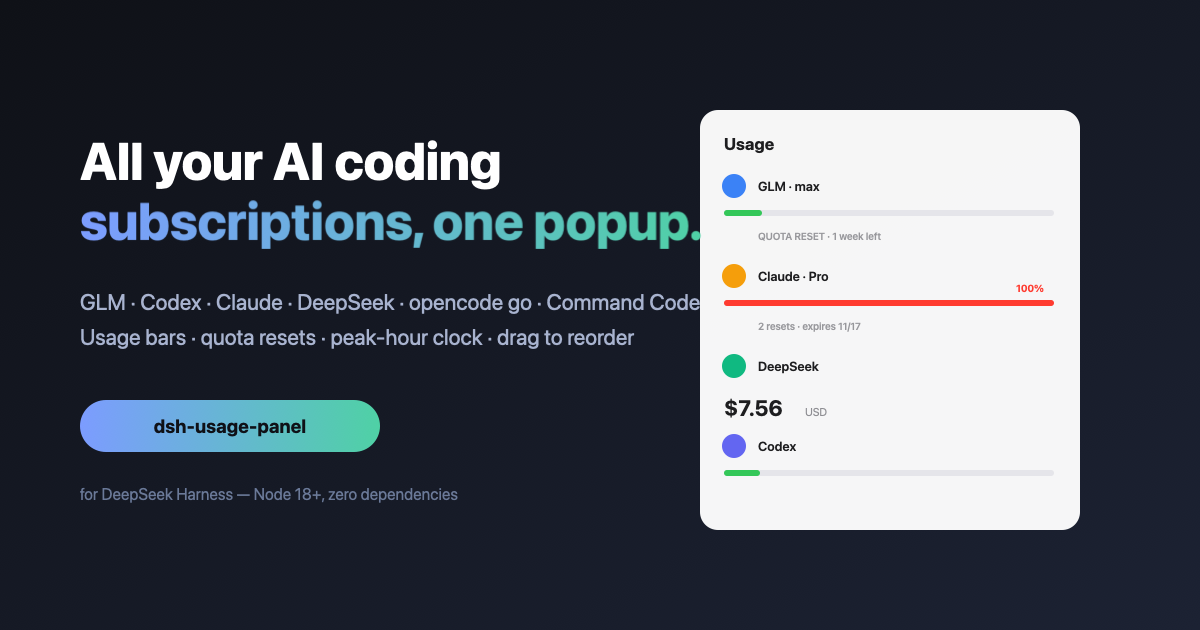 All your AI coding
subscriptions, one popup.
GLM · Codex · Claude · DeepSeek · opencode go · Command Code
Usage bars · quota resets · peak-hour clock · drag to reorder
dsh-usage-panel
for DeepSeek Harness — Node 18+, zero dependencies
Usage
GLM · max
QUOTA RESET · 1 week left
Claude · Pro
100%
2 resets · expires 11/17
DeepSeek
$7.56 USD
Codex